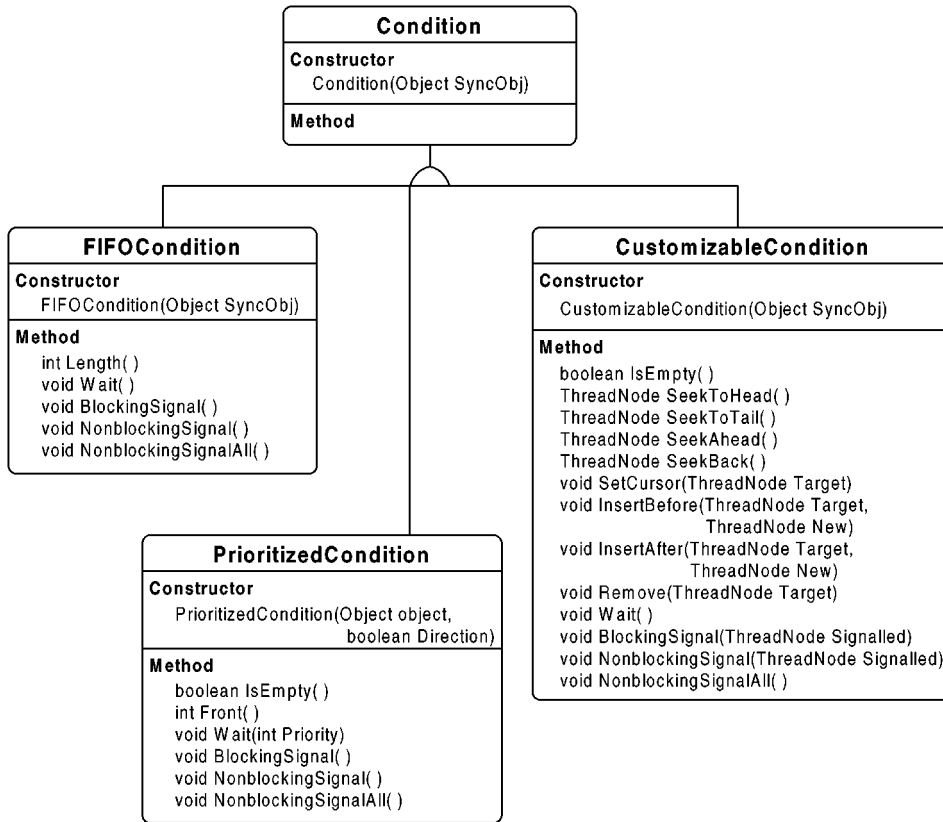 Condition
Constructor
Condition(Object SyncObj)
Method
FIFOCondition
Constructor
FIFOCondition(Object SyncObj)
Method
int Length( )
void Wait( )
void BlockingSignal( )
void NonblockingSignal( )
void NonblockingSignalAll( )
PrioritizedCondition
Constructor
PrioritizedCondition(Object object,
boolean Direction)
Method
boolean IsEmpty( )
int Front( )
void Wait(int Priority)
void BlockingSignal( )
void NonblockingSignal( )
void NonblockingSignalAll( )
CustomizableCondition
Constructor
CustomizableCondition(Object SyncObj)
Method
boolean IsEmpty( )
ThreadNode SeekToHead( )
ThreadNode SeekToTail( )
ThreadNode SeekAhead( )
ThreadNode SeekBack( )
void SetCursor(ThreadNode Target)
void InsertBefore(ThreadNode Target,
ThreadNode New)
void InsertAfter(ThreadNode Target,
ThreadNode New)
void Remove(ThreadNode Target)
void Wait( )
void BlockingSignal(ThreadNode Signalled)
void NonblockingSignal(ThreadNode Signalled)
void NonblockingSignalAll( )